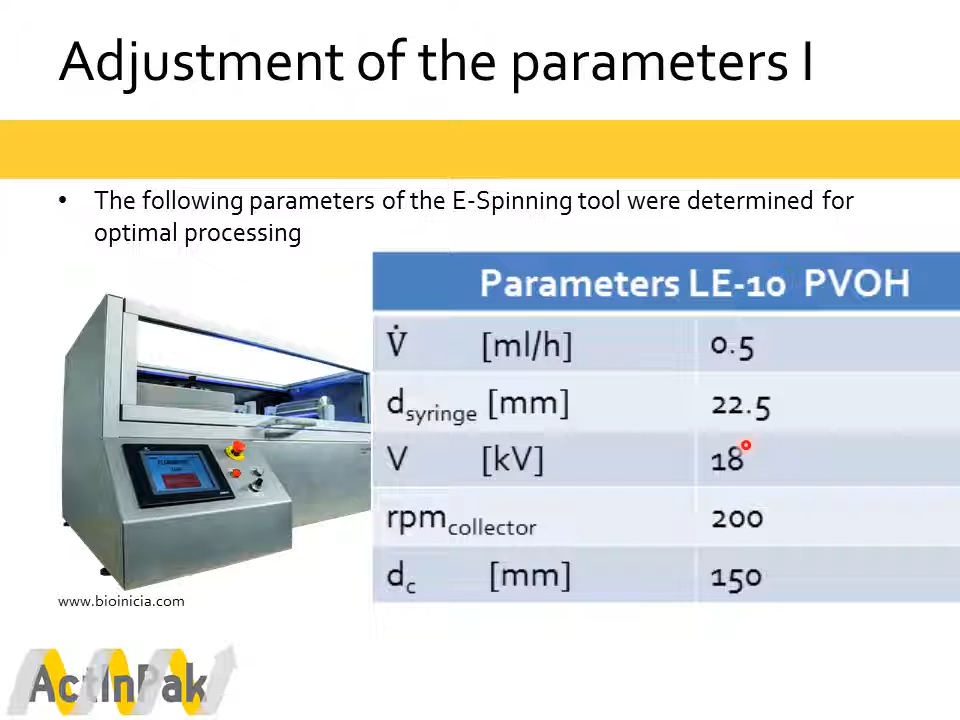 Adjustment of the parameters I
• The following parameters of the E-Spinning tool were determined for
optimal processing
Parameters LE-10 PVOH
V̇ [ml/h] 0.5
dsyringe [mm] 22.5
V [kV] 18
rpmcollector 200
dc [mm] 150
www.bioinicia.com
ActInPak